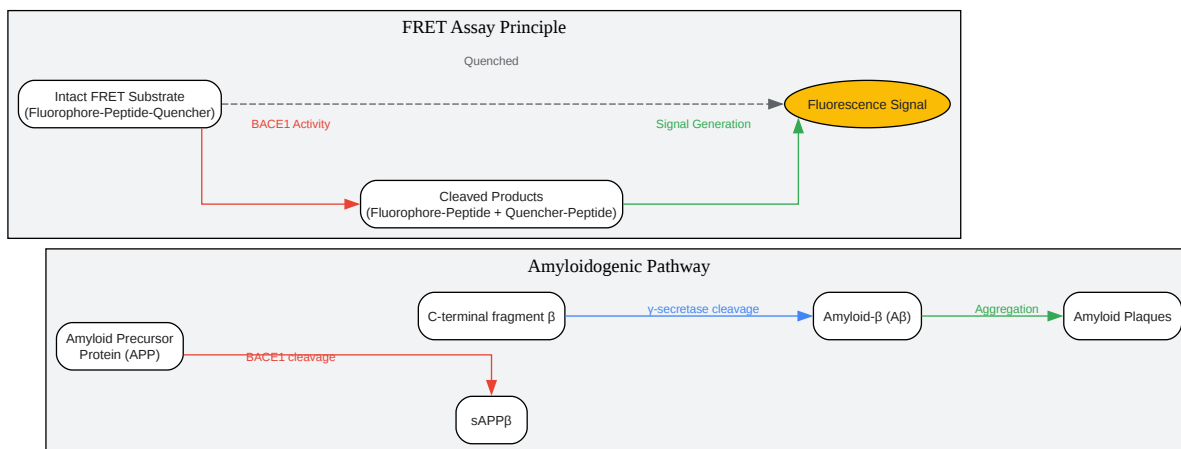 FRET Assay Principle
Quenched
Intact FRET Substrate
(Fluorophore-Peptide-Quencher)
Fluorescence Signal
BACE1 Activity
Signal Generation
Cleaved Products
(Fluorophore-Peptide + Quencher-Peptide)
Amyloidogenic Pathway
C-terminal fragment β
γ-secretase cleavage
Amyloid-β (Aβ)
Aggregation
Amyloid Plaques
Amyloid Precursor
Protein (APP)
BACE1 cleavage
sAPPβ